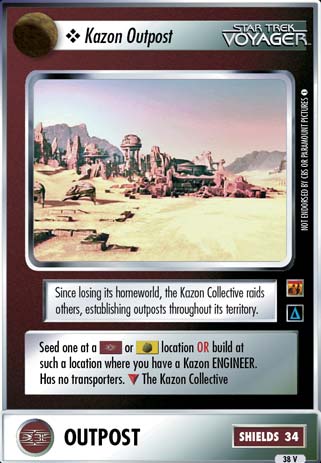 ❖ Kazon Outpost
STAR TREK
VOYAGER
NOT ENDORSED BY CBS OR PARAMOUNT PICTURES
Since losing its homeworld, the Kazon Collective raids
others, establishing outposts throughout its territory.
Δ
Seed one at a or location OR build at
such a location where you have a Kazon ENGINEER.
Has no transporters. ▼ The Kazon Collective
OUTPOST
SHIELDS 34
38 V